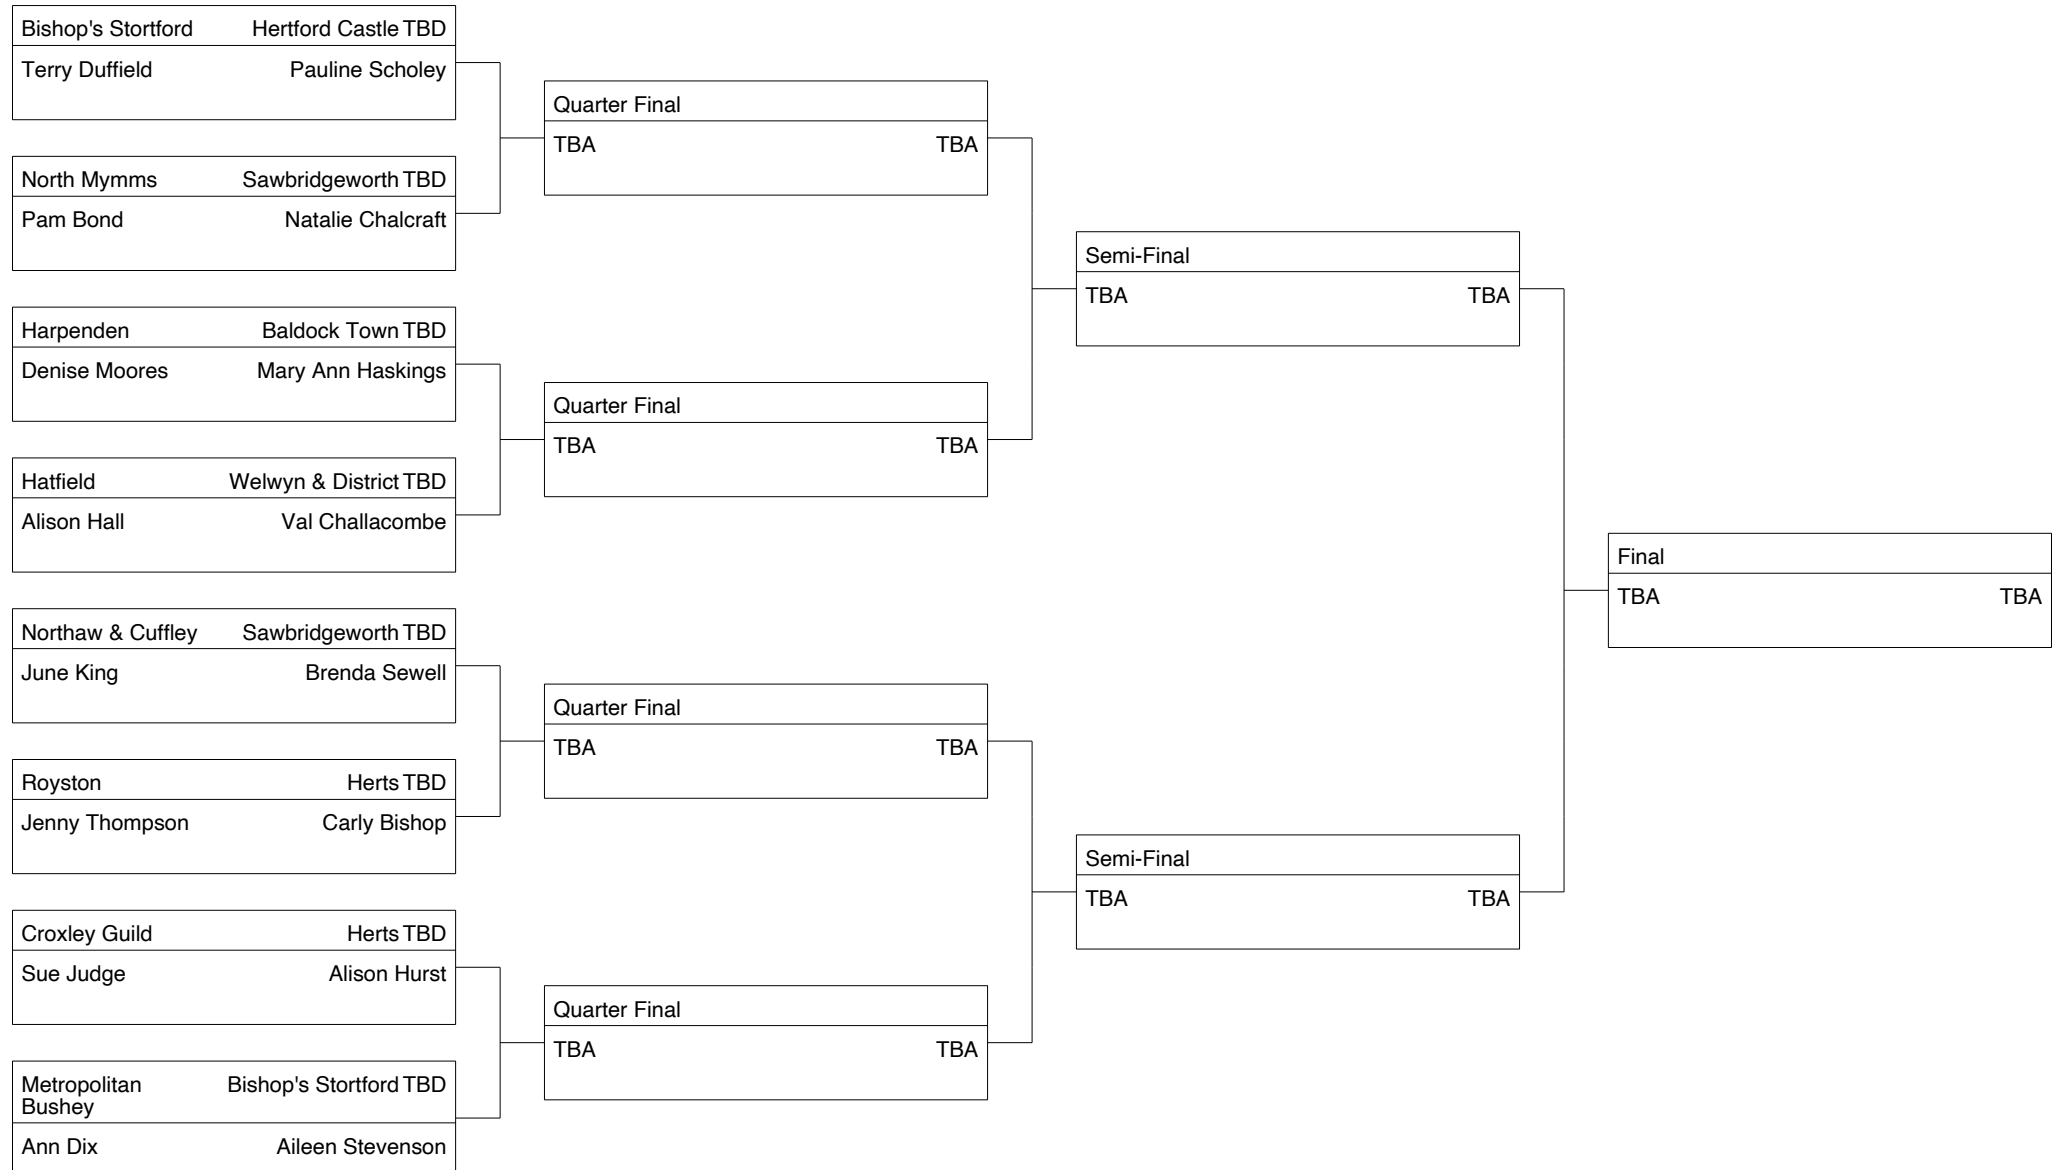 Bishop's Stortford Hertford Castle TBD
Terry Duffield Pauline Scholey
North Mymms Sawbridgeworth TBD
Pam Bond Natalie Chalcraft
Harpenden Baldock Town TBD
Denise Moores Mary Ann Haskings
Hatfield Welwyn & District TBD
Alison Hall Val Challacombe
Northaw & Cuffley Sawbridgeworth TBD
June King Brenda Sewell
Royston Herts TBD
Jenny Thompson Carly Bishop
Croxley Guild Herts TBD
Sue Judge Alison Hurst
Metropolitan Bishop's Stortford TBD
Bushey
Ann Dix Aileen Stevenson
Quarter Final
TBA TBA
Quarter Final
TBA TBA
Quarter Final
TBA TBA
Quarter Final
TBA TBA
Semi-Final
TBA TBA
Semi-Final
TBA TBA
Final
TBA TBA